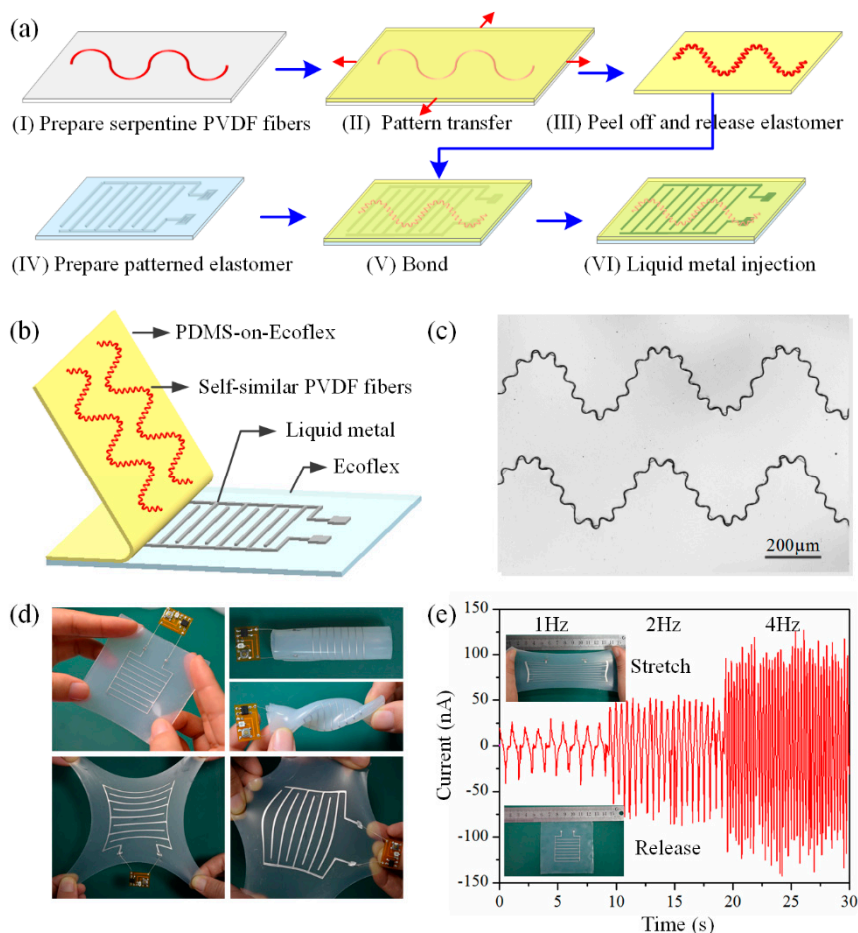 (a)
(I) Prepare serpentine PVDF fibers
(II) Pattern transfer
(III) Peel off and release elastomer
(IV) Prepare patterned elastomer
(V) Bond
(VI) Liquid metal injection
(b)
PDMS-on-Ecoflex
Self-similar PVDF fibers
Liquid metal
Ecoflex
(c)
200µm
(d)
(e)
Current (nA)
150
100
50
0
-50
-100
-150
1Hz
2Hz
4Hz
Stretch
Release
0
5
10
15
20
25
30
Time (s)